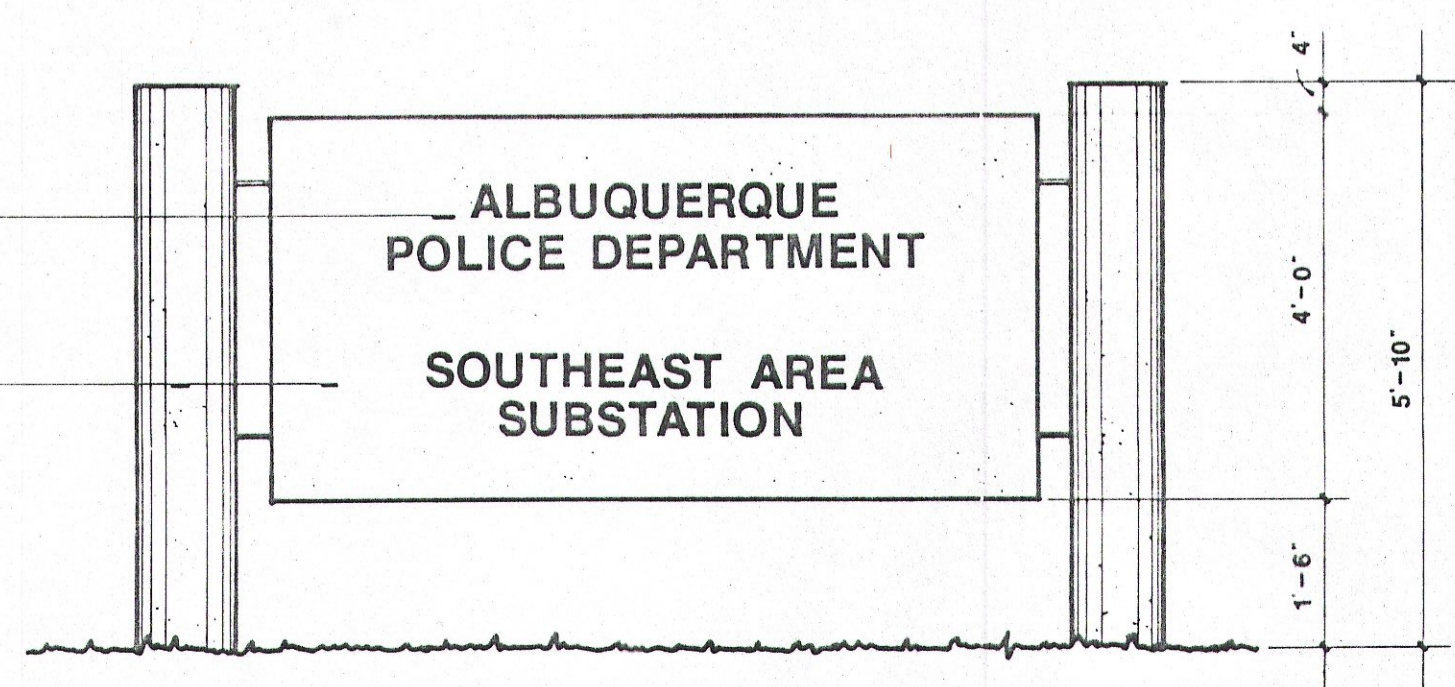 ALBUQUERQUE
POLICE DEPARTMENT
SOUTHEAST AREA
SUBSTATION
4"
4'-0"
1'-6"
5'-10"